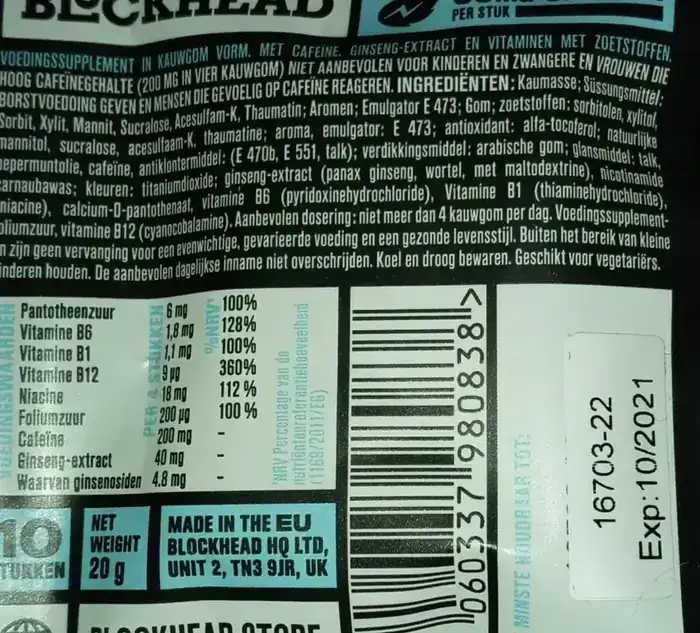 BLOCKHEAD
PER STUK
VOEDINGSSUPPLEMENT IN KAUWGOM VORM. MET CAFEÏNE, GINSENG-EXTRACT EN VITAMINEN MET ZOETSTOFFEN.
HOOG CAFEÏNEGEHALTE (200 MG IN VIER KAUWGOM) NIET AANBEVOLEN VOOR KINDEREN EN ZWANGERE EN VROUWEN DIE
BORSTVOEDING GEVEN EN MENSEN DIE GEVOELIG OP CAFEÏNE REAGEREN. INGREDIËNTEN: Kaumasse; Süssungsmittel:
Sorbit, Xylit, Mannit, Sucralose, Acesulfam-K, Thaumatin; Aromen; Emulgator E 473; Gom; zoetstoffen: sorbitolen, xylitol,
mannitol, sucralose, acesulfaam-K, thaumatine; aroma, emulgator: E 473; antioxidant: alfa-tocoferol; natuurlijke
pepermuntolie, cafeïne, antiklontermiddel: (E 470b, E 551, talk); verdikkingsmiddel: arabische gom; glansmiddel: talk,
carnaubawas; kleuren: titaniumdioxide; ginseng-extract (panax ginseng, wortel, met maltodextrine), nicotinamide
(niacine), calcium-D-pantothenaat, vitamine B6 (pyridoxinehydrochloride), Vitamine B1 (thiaminehydrochloride),
oliumzuur, vitamine B12 (cyanocobalamine). Aanbevolen dosering: niet meer dan 4 kauwgom per dag. Voedingssupplement-
n zijn geen vervanging voor een evenwichtige, gevarieerde voeding en een gezonde levensstijl. Buiten het bereik van kleine
inderen houden. De aanbevolen dagelijkse inname niet overschrijden. Koel en droog bewaren. Geschikt voor vegetariërs.
PER 4 STUKKEN
%NRV*
Pantotheenzuur 6 mg 100%
Vitamine B6 1,8 mg 128%
Vitamine B1 1,1 mg 100%
Vitamine B12 9 µg 360%
Niacine 18 mg 112 %
Foliumzuur 200 µg 100 %
Cafeïne 200 mg -
Ginseng-extract 40 mg -
Waarvan ginsenosiden 4,8 mg -
*NRV Percentage van de
nutriëntenreferentiehoeveelheid
(1169/2011/EG)
060337 980838 >
MINSTE HOUDBAAR TOT:
16703-22
Exp:10/2021
10
STUKKEN
NET
WEIGHT
20 g
MADE IN THE EU
BLOCKHEAD HQ LTD,
UNIT 2, TN3 9JR, UK
BLOCKHEAD STORE